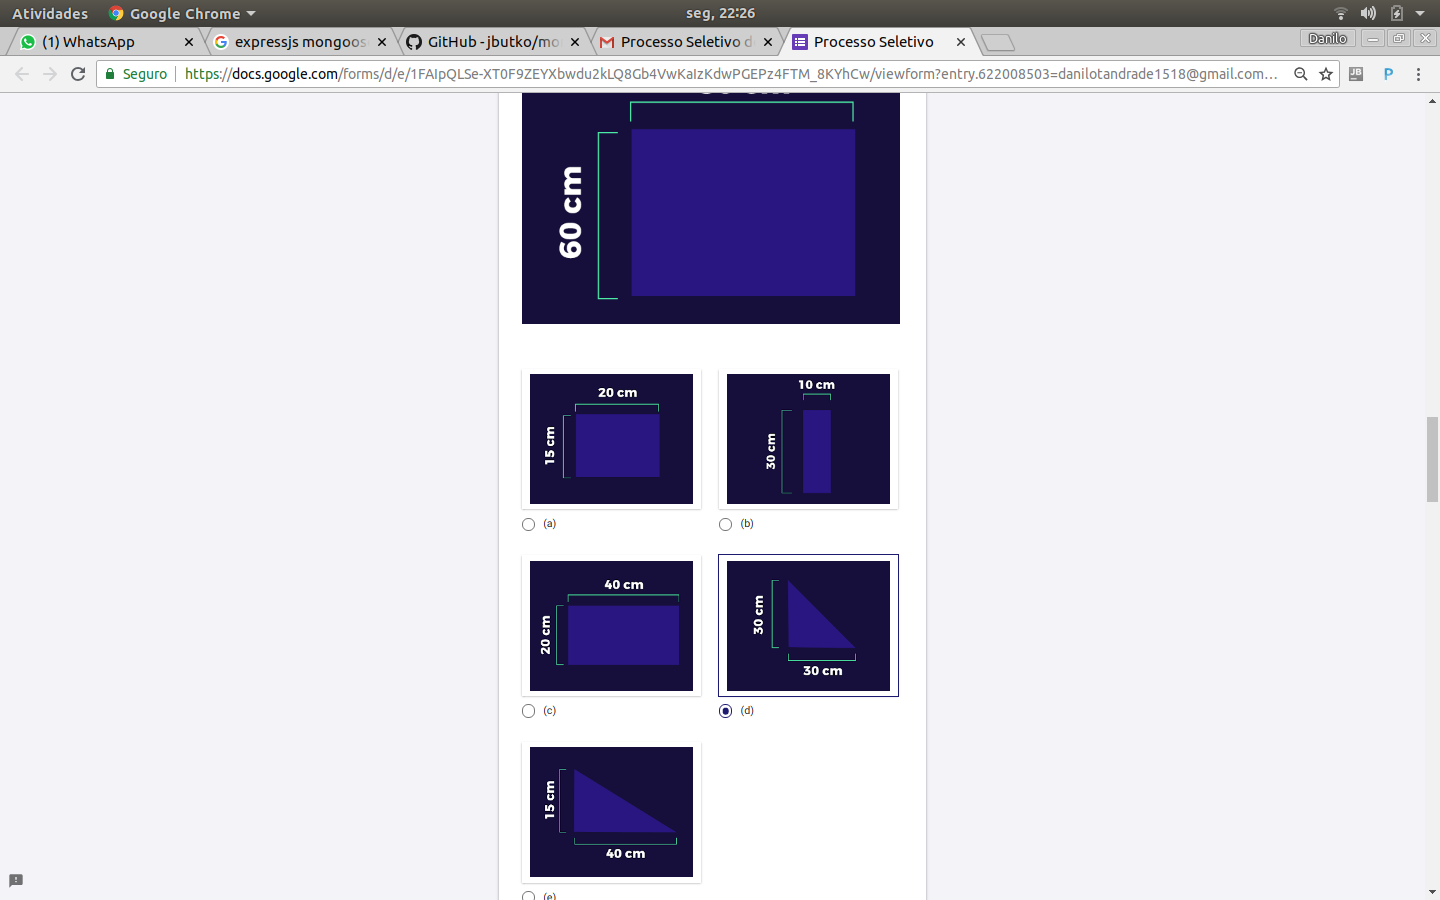 Atividades Google Chrome seg, 22:26
(1) WhatsApp expressjs mongoos GitHub - jbutko/mo Processo Seletivo d Processo Seletivo Danilo
Seguro https://docs.google.com/forms/d/e/1FAIpQLSe-XT0F9ZEYXbwdu2kLQ8Gb4VwKaIzKdwPGEPz4FTM_8KYhCw/viewform?entry.622008503=danilotandrade1518@gmail.com... JB P
60 cm
20 cm
15 cm
(a)
10 cm
30 cm
(b)
40 cm
20 cm
(c)
30 cm
30 cm
(d)
15 cm
40 cm
(e)